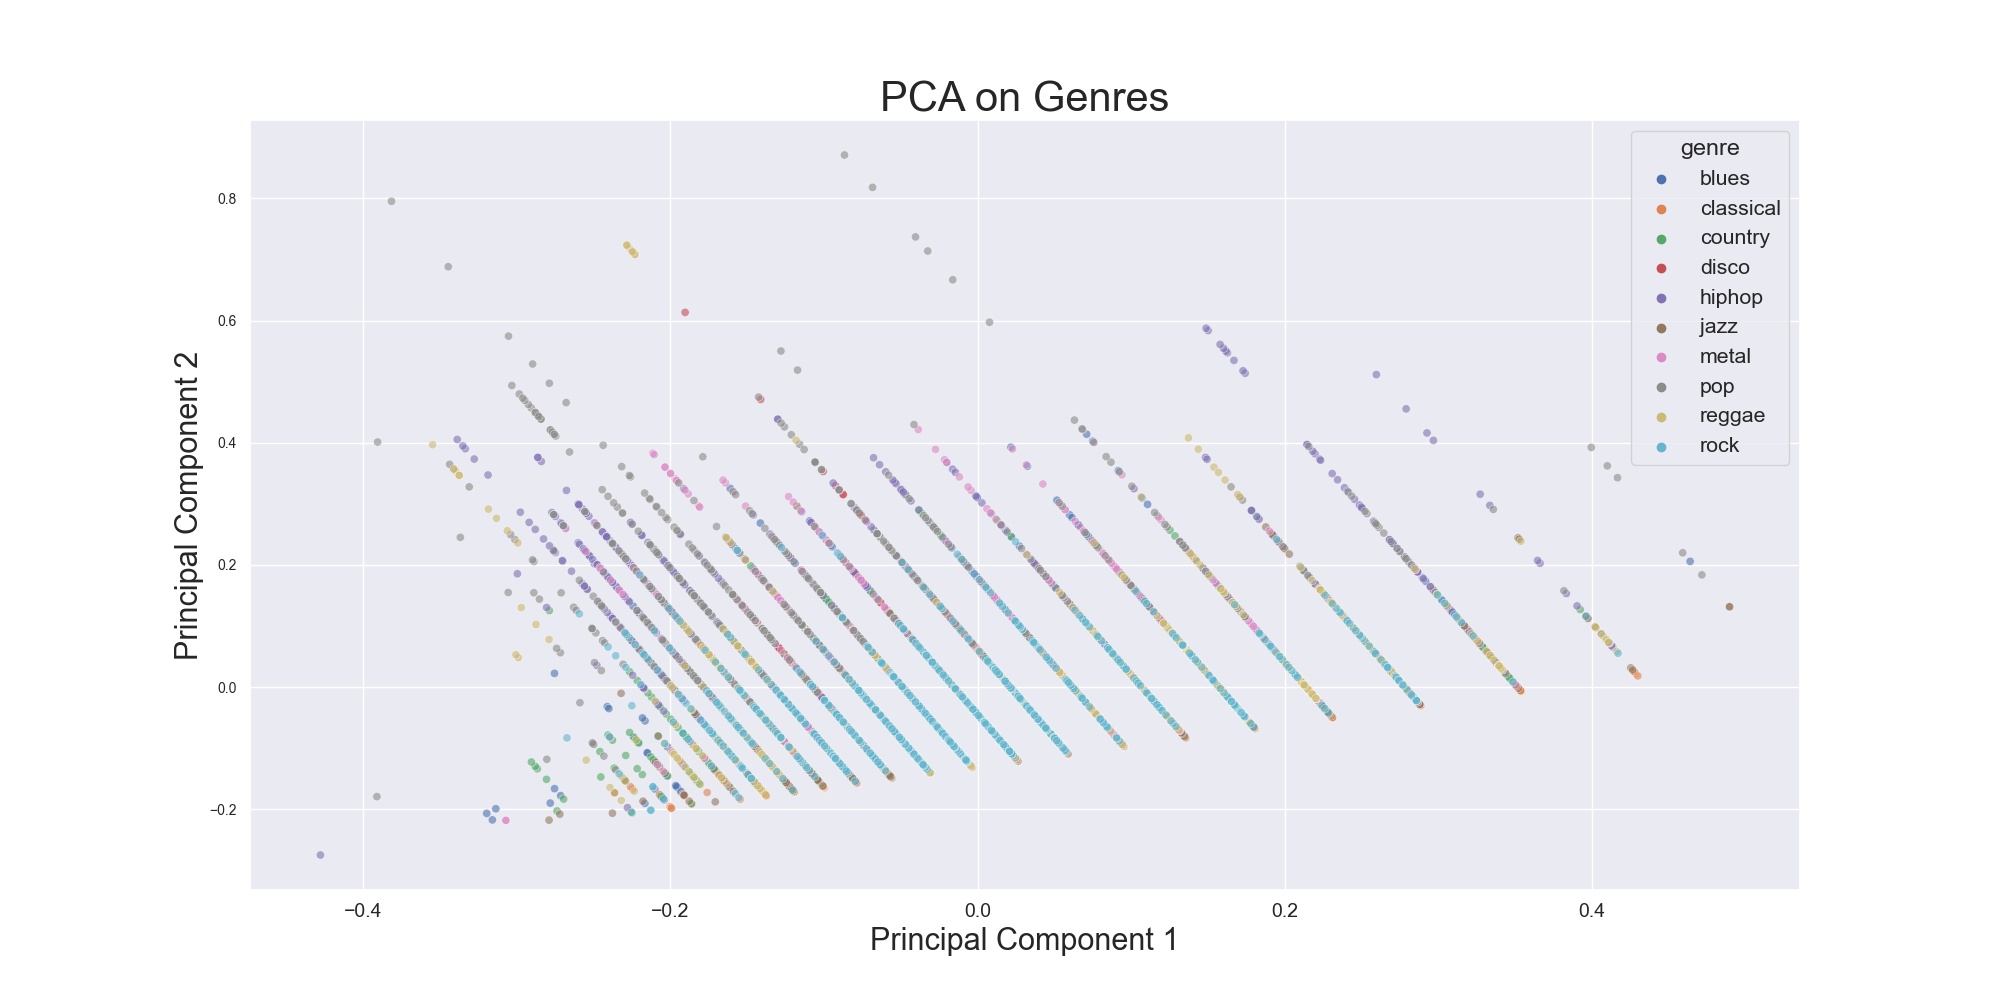 PCA on Genres
genre
blues
classical
country
disco
hiphop
jazz
metal
pop
reggae
rock
Principal Component 2
0.8
0.6
0.4
0.2
0.0
−0.2
−0.4
−0.2
0.0
0.2
0.4
Principal Component 1